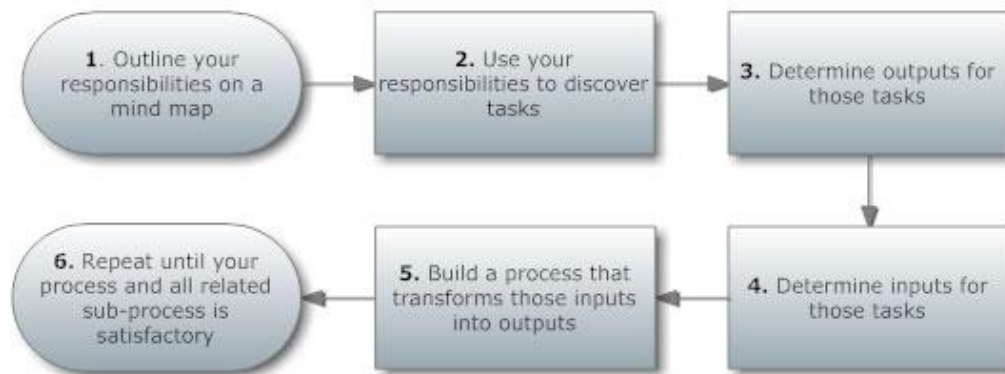 1. Outline your
responsibilities on a
mind map
2. Use your
responsibilities to discover
tasks
3. Determine outputs for
those tasks
4. Determine inputs for
those tasks
5. Build a process that
transforms those inputs
into outputs
6. Repeat until your
process and all related
sub-process is
satisfactory